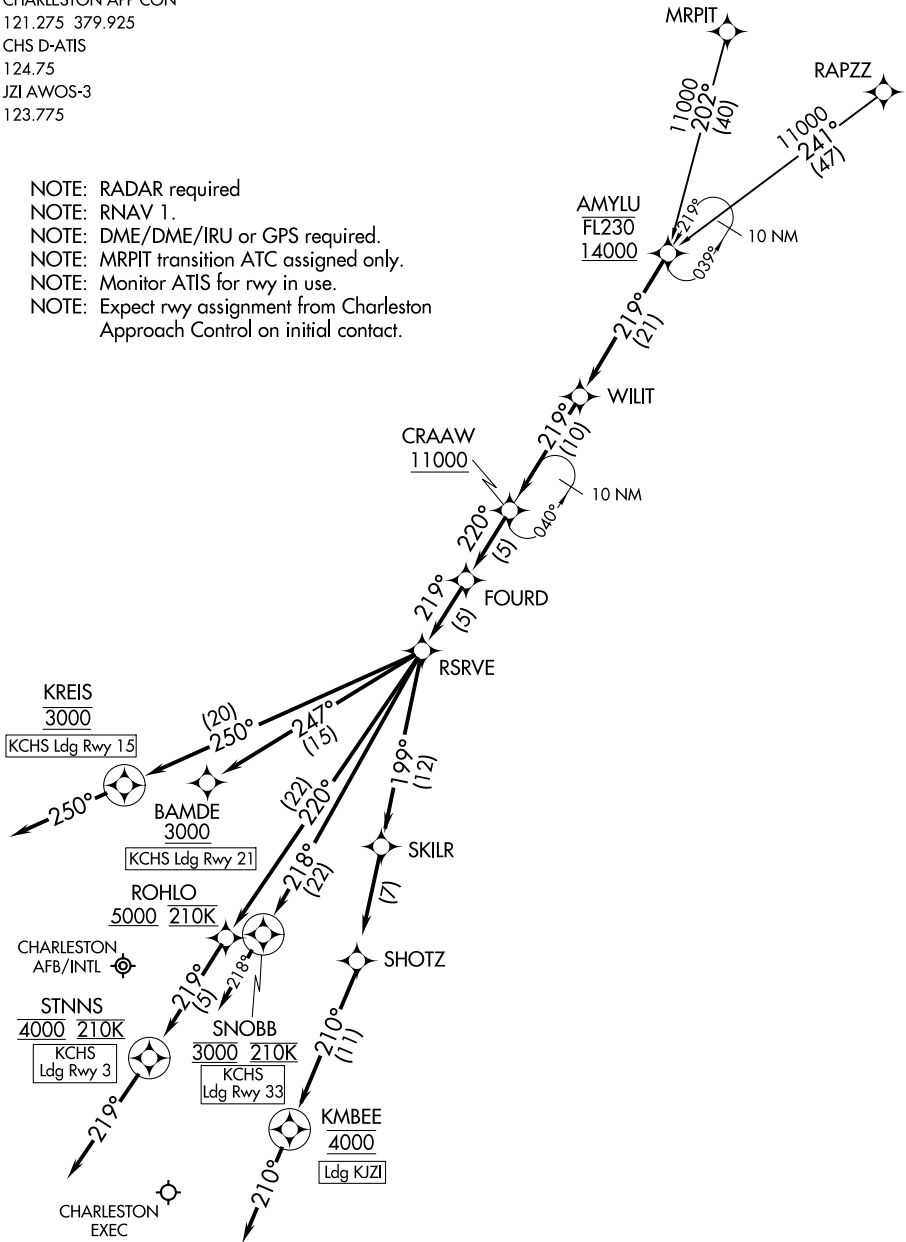 CHARLESTON APP CON
121.275 379.925
CHS D-ATIS
124.75
JZI AWOS-3
123.775
NOTE: RADAR required
NOTE: RNAV 1.
NOTE: DME/DME/IRU or GPS required.
NOTE: MRPIT transition ATC assigned only.
NOTE: Monitor ATIS for rwy in use.
NOTE: Expect rwy assignment from Charleston
Approach Control on initial contact.
MRPIT
11000
202°
(40)
RAPZZ
11000
241°
(47)
AMYLU
FL230
14000
219°
039°
10 NM
219°
(21)
WILIT
219°
(10)
CRAAW
11000
040°
10 NM
220°
(5)
FOURD
219°
(5)
RSRVE
KREIS
3000
KCHS Ldg Rwy 15
(20)
250°
250°
247°
(15)
BAMDE
3000
KCHS Ldg Rwy 21
(22)
220°
218°
(22)
199°
(12)
SKILR
(7)
SHOTZ
ROHLO
5000 210K
CHARLESTON
AFB/INTL
219°
(5)
218°
STNNS
4000 210K
KCHS
Ldg Rwy 3
219°
SNOBB
3000 210K
KCHS
Ldg Rwy 33
210°
(11)
KMBEE
4000
Ldg KJZI
210°
CHARLESTON
EXEC